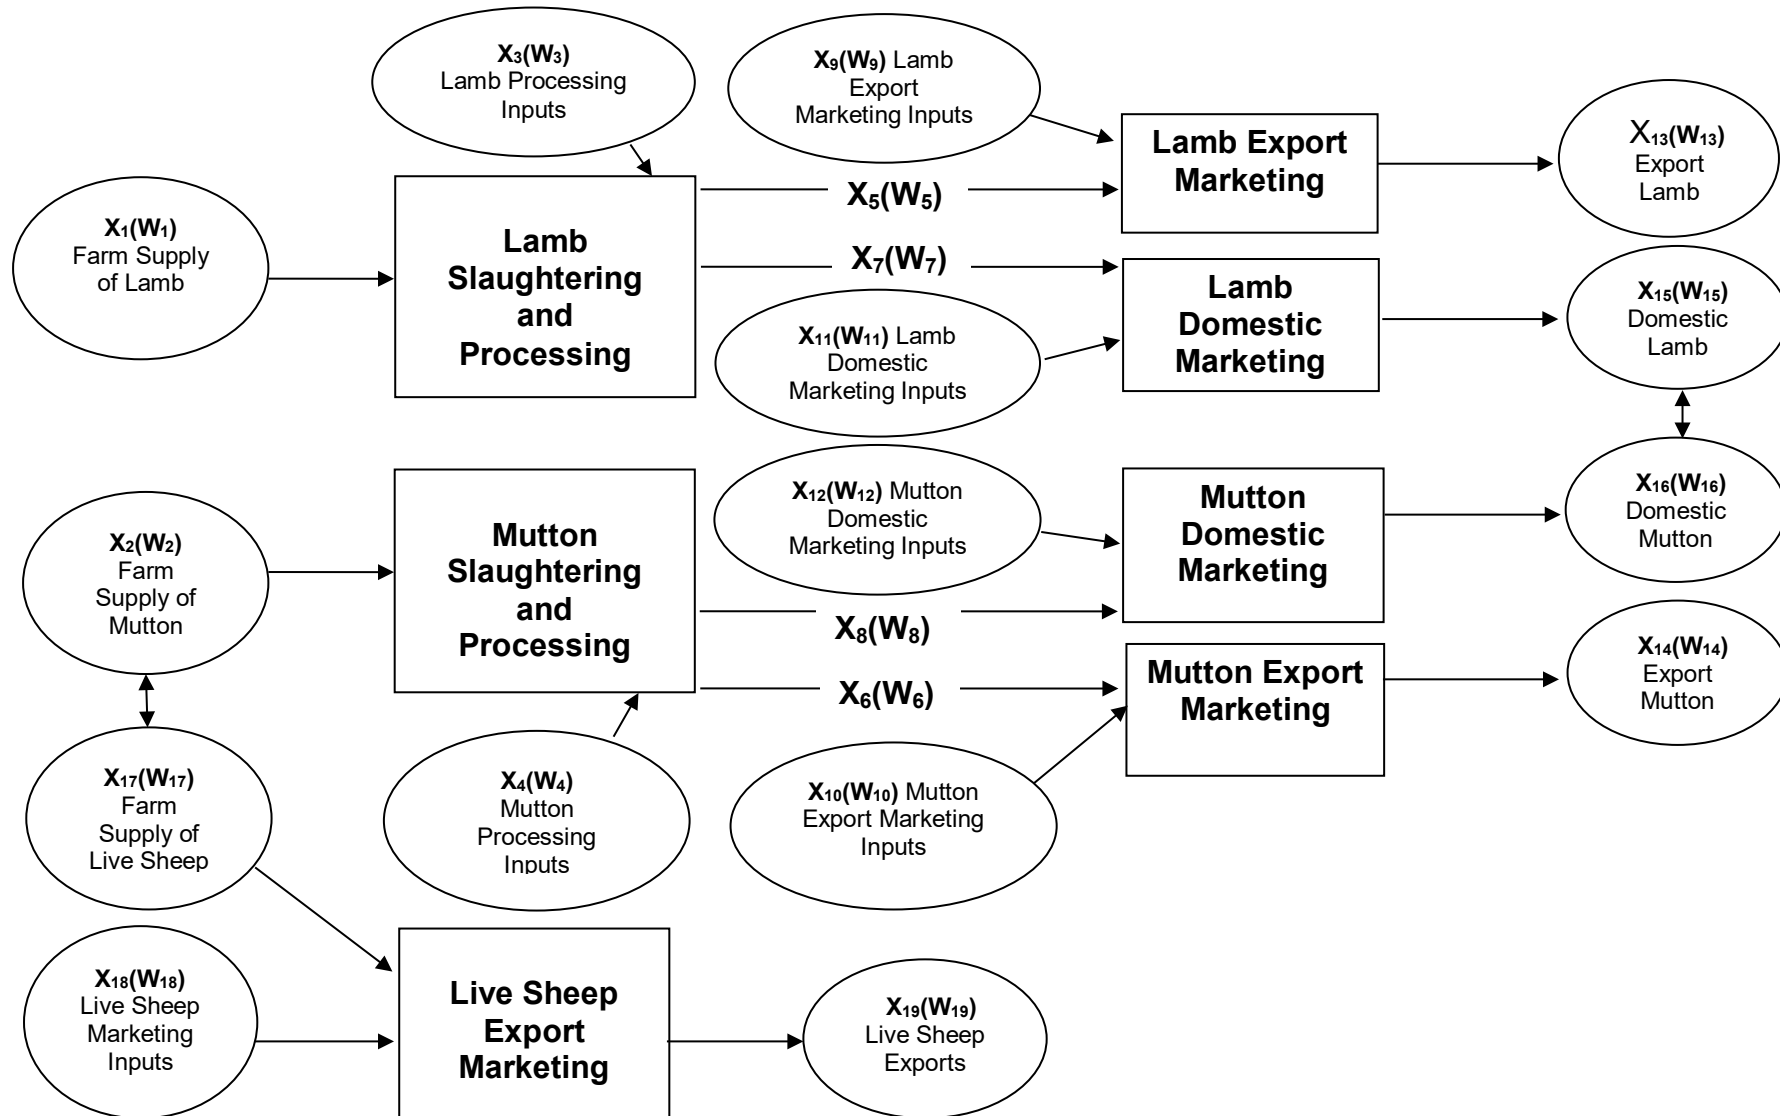 X₃(W₃)
Lamb Processing
Inputs
X₉(W₉) Lamb
Export
Marketing Inputs
Lamb Export
Marketing
X₁₃(W₁₃)
Export
Lamb
X₁(W₁)
Farm Supply
of Lamb
Lamb
Slaughtering
and
Processing
X₅(W₅)
X₇(W₇)
X₁₁(W₁₁) Lamb
Domestic
Marketing Inputs
Lamb
Domestic
Marketing
X₁₅(W₁₅)
Domestic
Lamb
X₂(W₂)
Farm
Supply of
Mutton
Mutton
Slaughtering
and
Processing
X₁₂(W₁₂) Mutton
Domestic
Marketing Inputs
X₈(W₈)
X₆(W₆)
Mutton
Domestic
Marketing
X₁₆(W₁₆)
Domestic
Mutton
Mutton Export
Marketing
X₁₄(W₁₄)
Export
Mutton
X₁₇(W₁₇)
Farm
Supply of
Live Sheep
X₄(W₄)
Mutton
Processing
Inputs
X₁₀(W₁₀) Mutton
Export Marketing
Inputs
X₁₈(W₁₈)
Live Sheep
Marketing
Inputs
Live Sheep
Export
Marketing
X₁₉(W₁₉)
Live Sheep
Exports